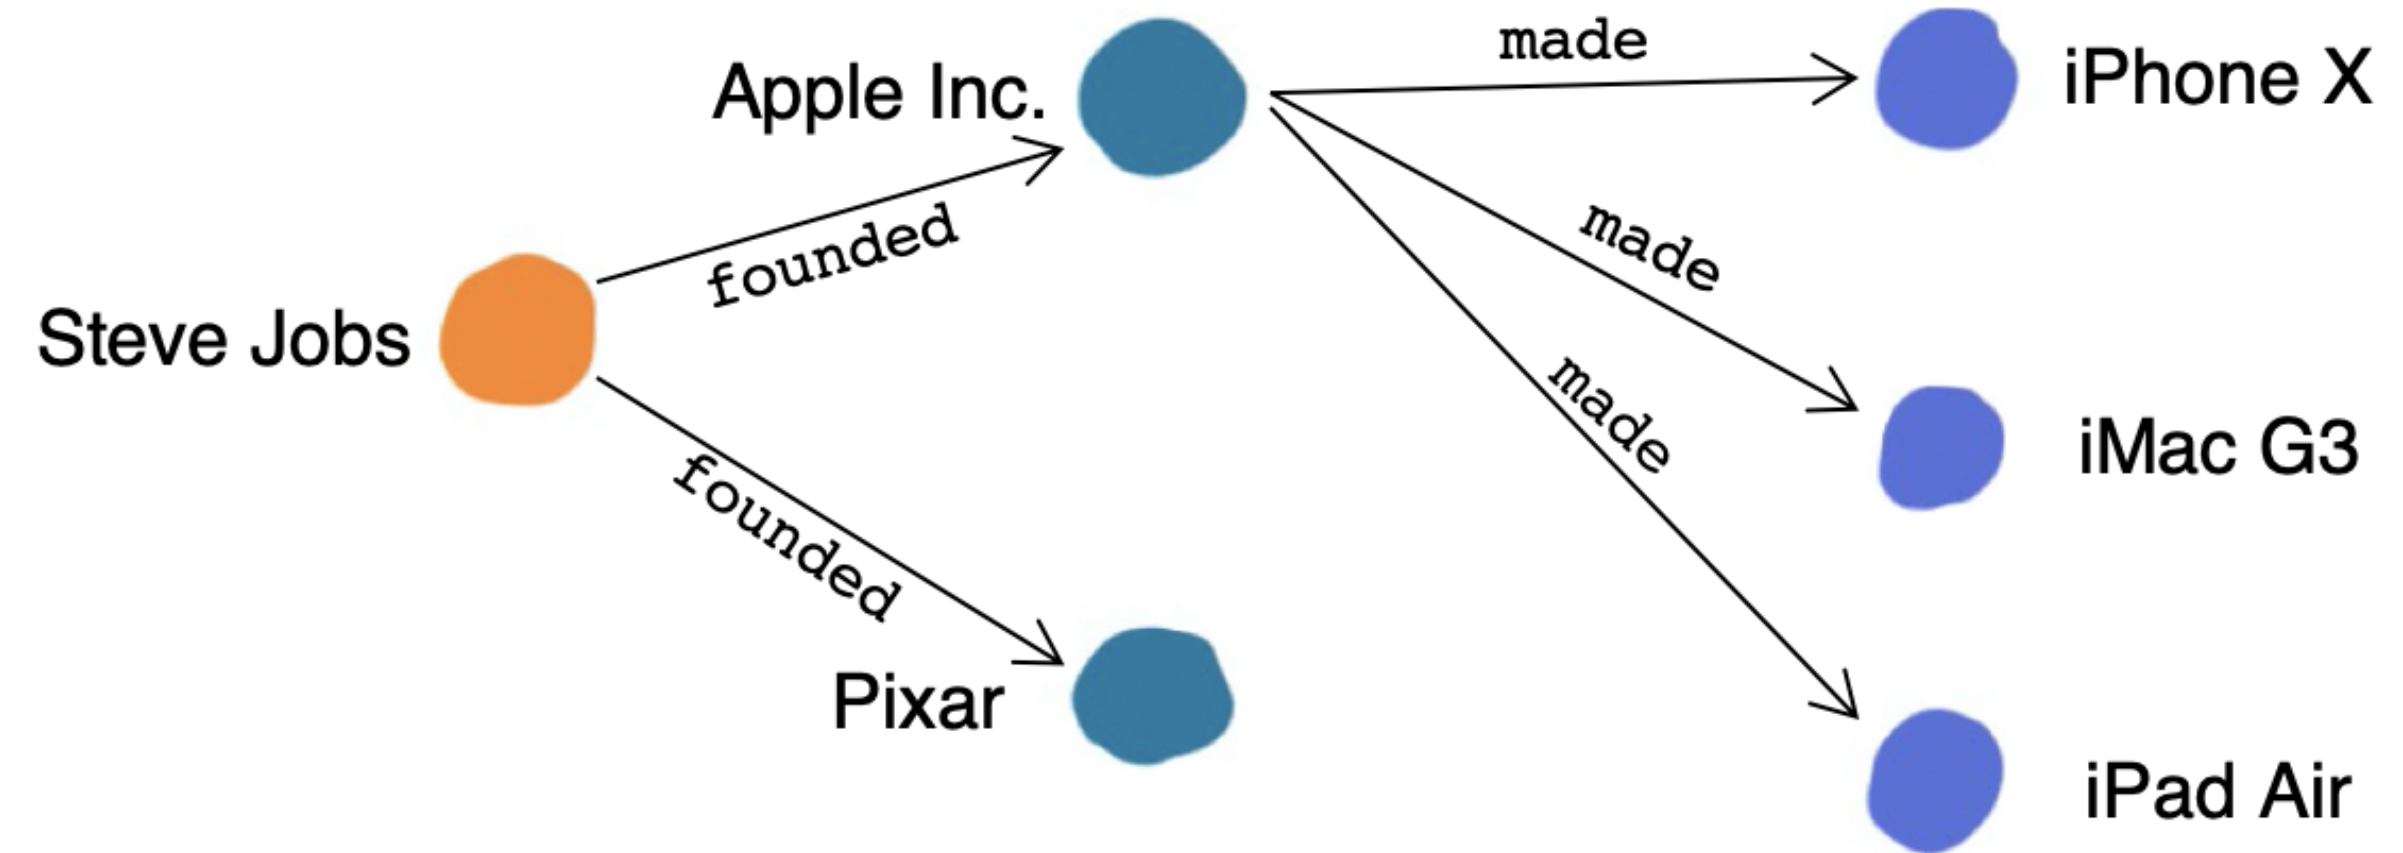 made
iPhone X
Apple Inc.
founded
made
Steve Jobs
made
iMac G3
founded
Pixar
iPad Air